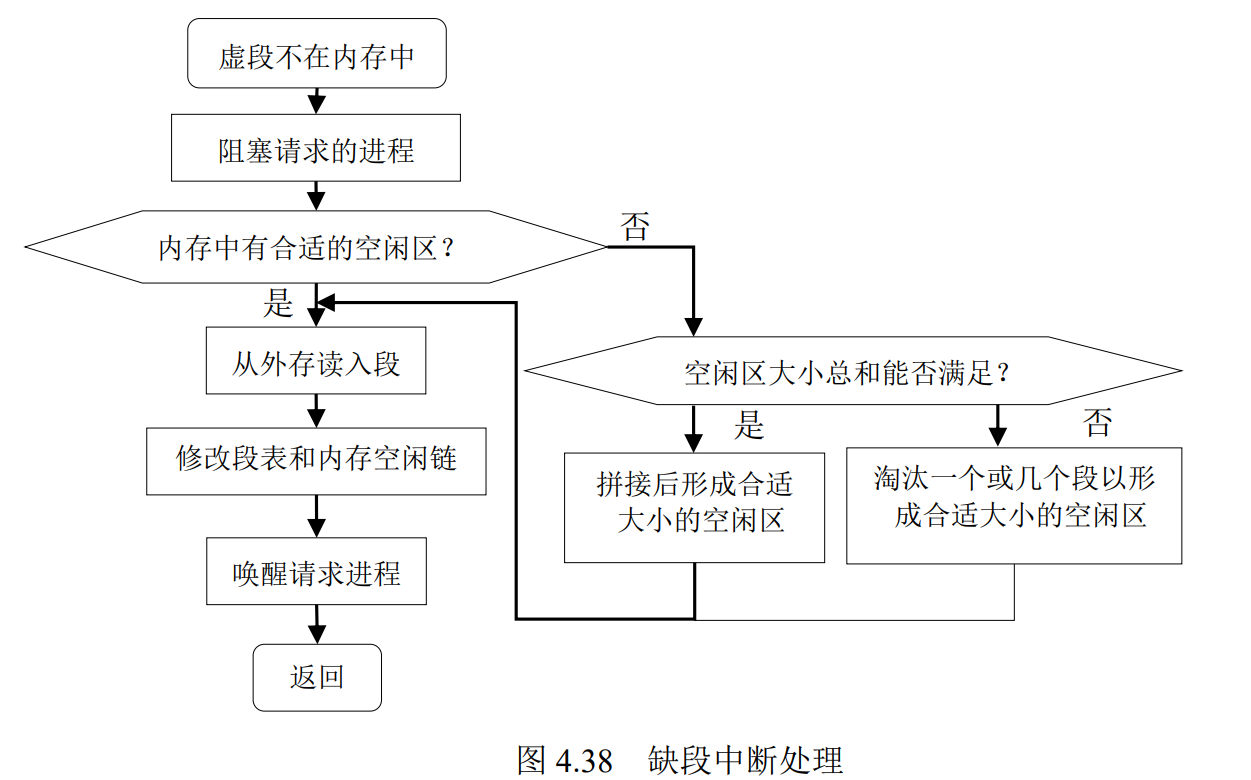 虚段不在内存中
阻塞请求的进程
内存中有合适的空闲区？
否
是
从外存读入段
空闲区大小总和能否满足？
是
否
修改段表和内存空闲链
拼接后形成合适
大小的空闲区
淘汰一个或几个段以形
成合适大小的空闲区
唤醒请求进程
返回
图 4.38 缺段中断处理